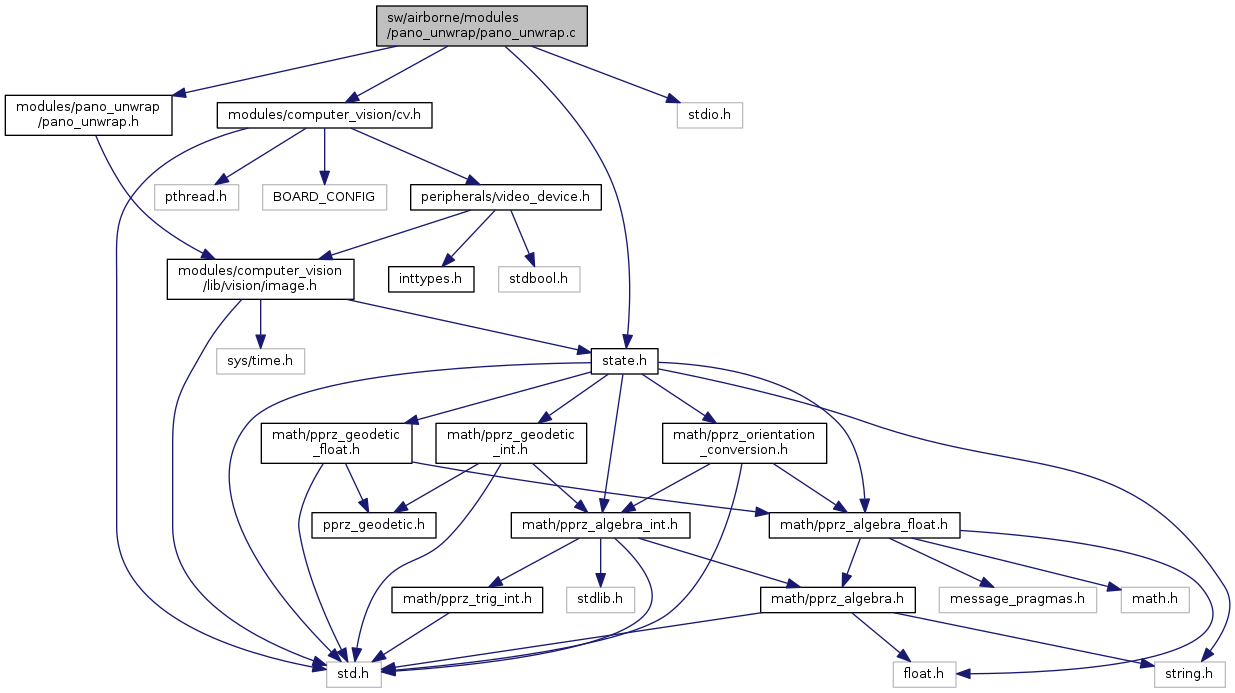 sw/airborne/modules
/pano_unwrap/pano_unwrap.c
modules/pano_unwrap
/pano_unwrap.h
modules/computer_vision/cv.h
stdio.h
pthread.h
BOARD_CONFIG
peripherals/video_device.h
modules/computer_vision
/lib/vision/image.h
inttypes.h
stdbool.h
sys/time.h
state.h
math/pprz_geodetic
_float.h
math/pprz_geodetic
_int.h
math/pprz_orientation
_conversion.h
pprz_geodetic.h
math/pprz_algebra_int.h
math/pprz_algebra_float.h
math/pprz_trig_int.h
stdlib.h
math/pprz_algebra.h
message_pragmas.h
math.h
std.h
float.h
string.h